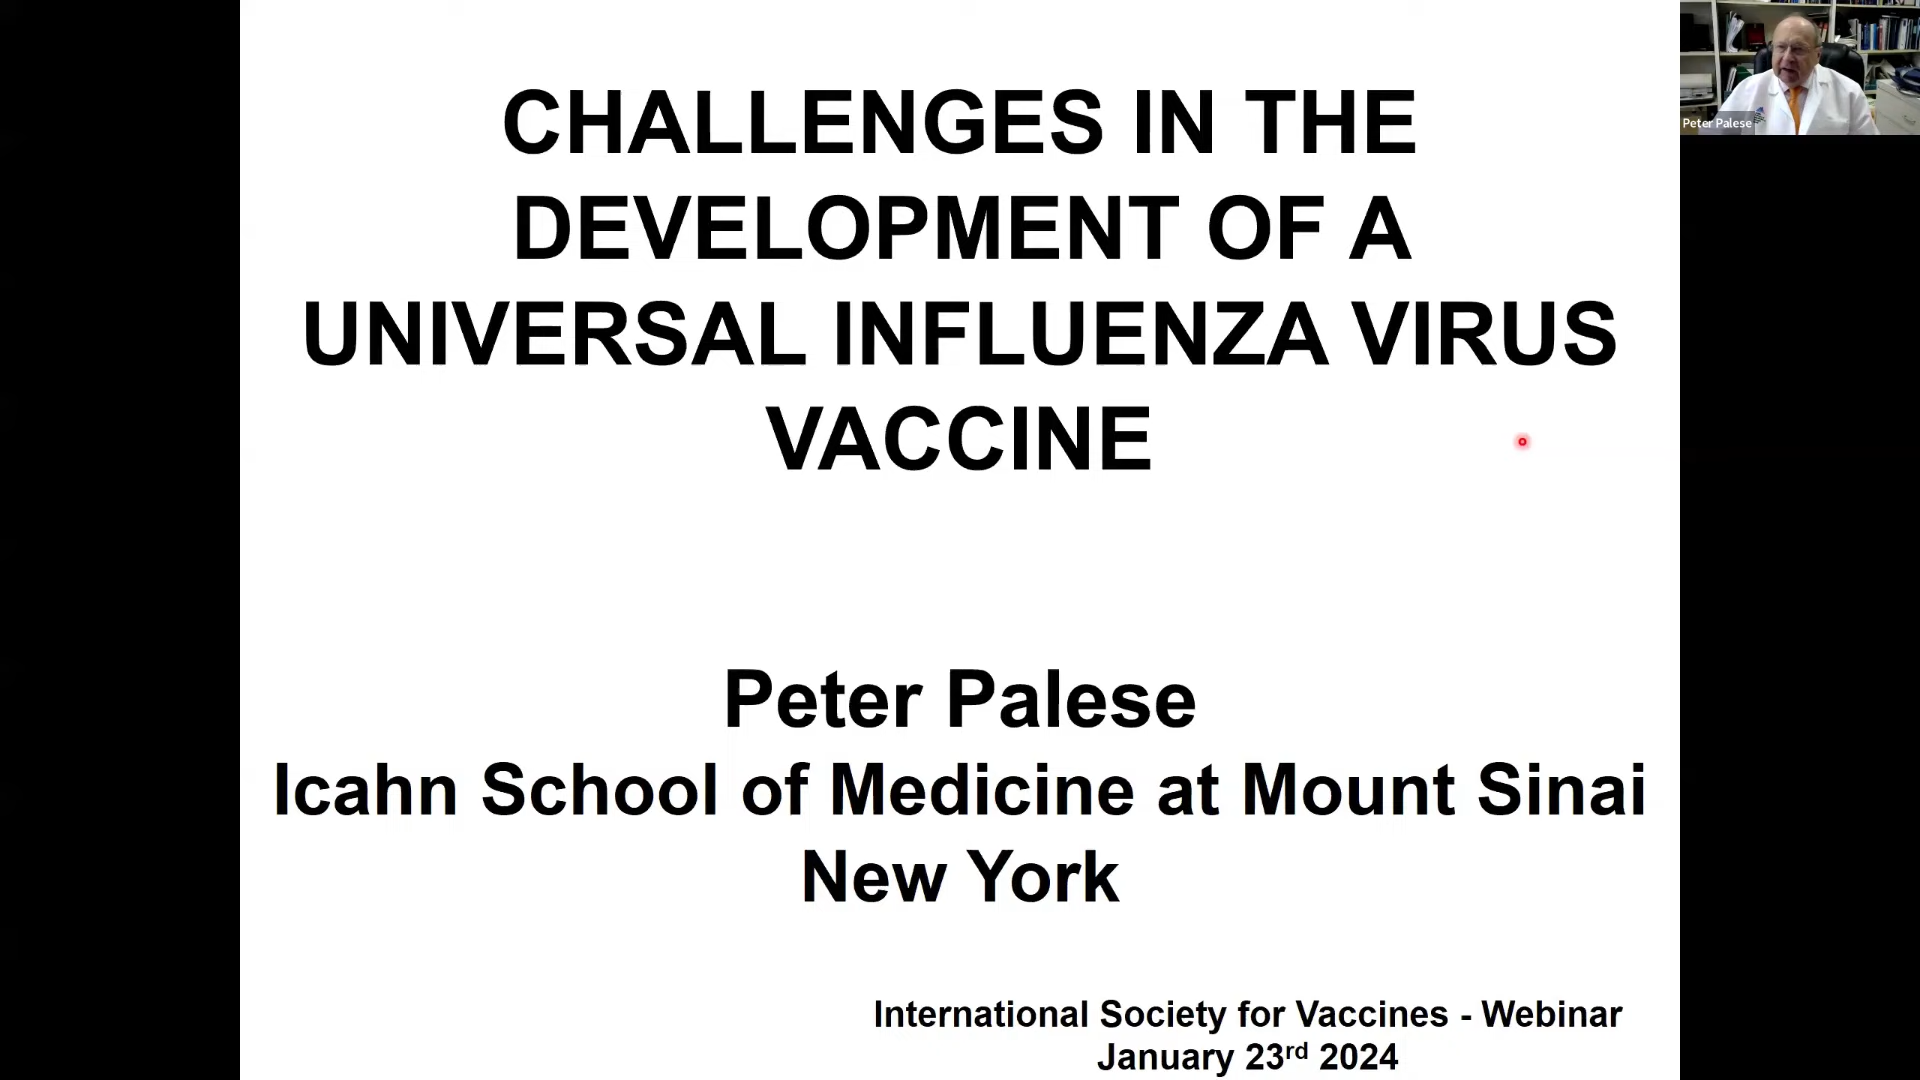 CHALLENGES IN THE
DEVELOPMENT OF A
UNIVERSAL INFLUENZA VIRUS
VACCINE
Peter Palese
Icahn School of Medicine at Mount Sinai
New York
International Society for Vaccines - Webinar
January 23rd 2024
Peter Palese